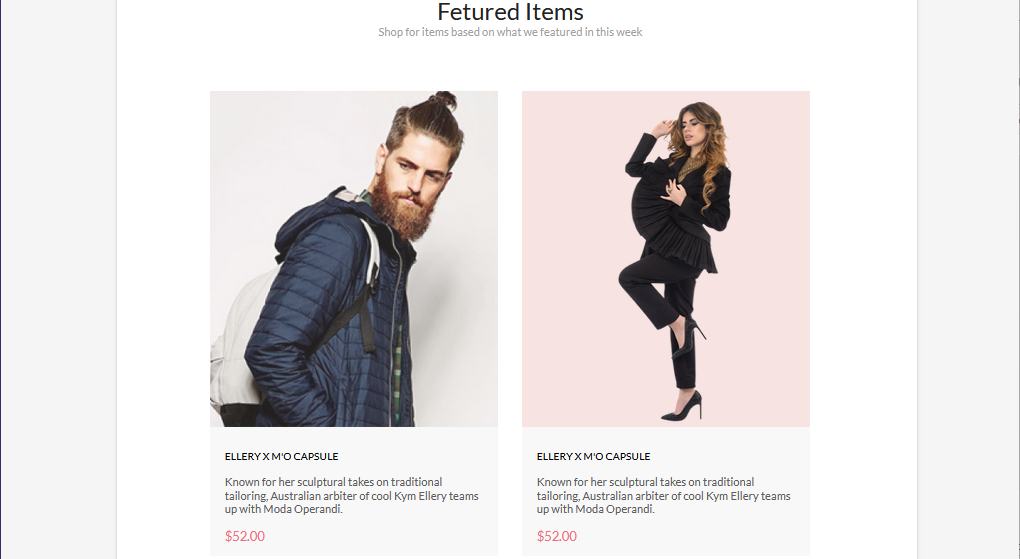 Fetured Items
Shop for items based on what we featured in this week
ELLERY X M'O CAPSULE
Known for her sculptural takes on traditional
tailoring, Australian arbiter of cool Kym Ellery teams
up with Moda Operandi.
$52.00
ELLERY X M'O CAPSULE
Known for her sculptural takes on traditional
tailoring, Australian arbiter of cool Kym Ellery teams
up with Moda Operandi.
$52.00